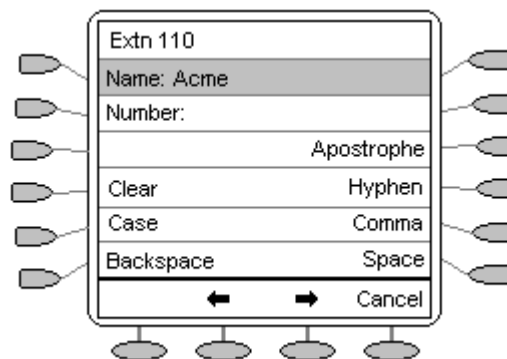 Extn 110
Name: Acme
Number:
Apostrophe
Clear Hyphen
Case Comma
Backspace Space
Cancel